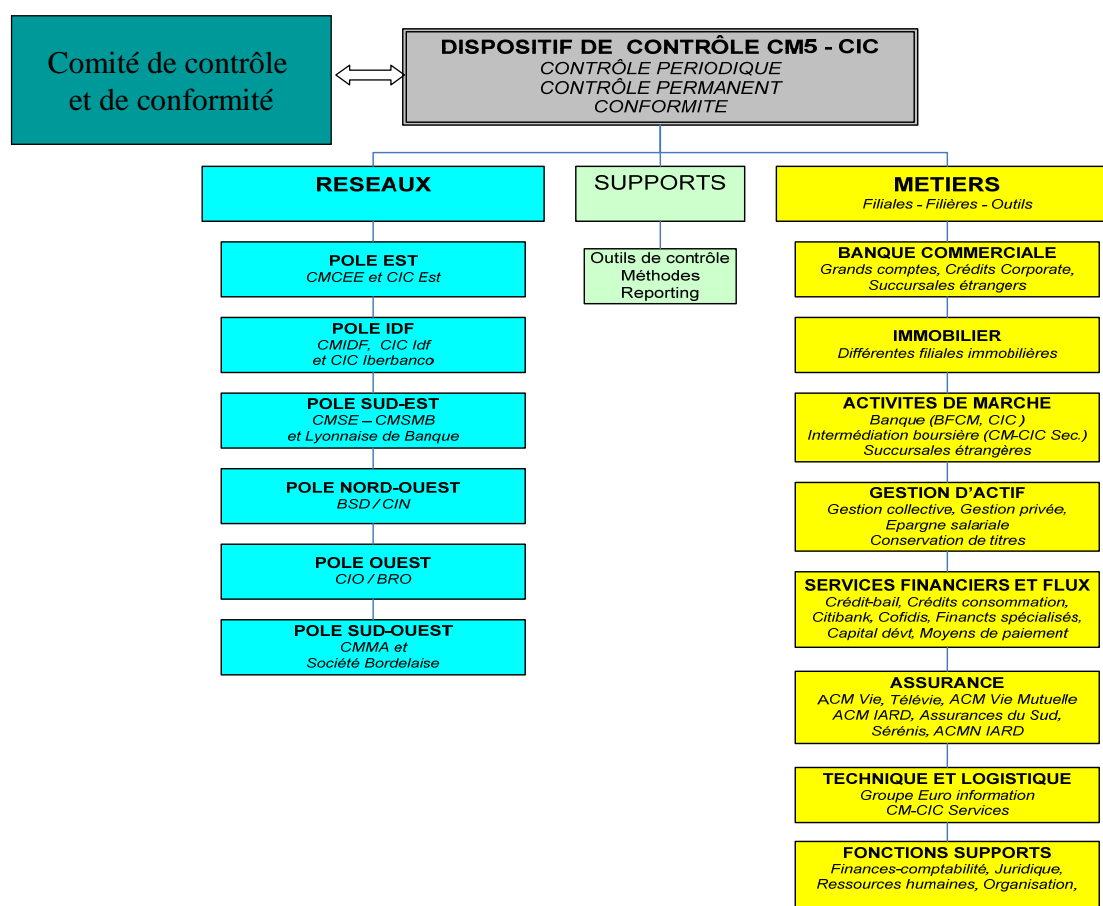 Comité de contrôle
et de conformité
DISPOSITIF DE CONTRÔLE CM5 - CIC
CONTRÔLE PERIODIQUE
CONTRÔLE PERMANENT
CONFORMITE
RESEAUX
POLE EST
CMCEE et CIC Est
POLE IDF
CMIDF, CIC Idf
et CIC Iberbanco
POLE SUD-EST
CMSE – CMSMB
et Lyonnaise de Banque
POLE NORD-OUEST
BSD / CIN
POLE OUEST
CIO / BRO
POLE SUD-OUEST
CMMA et
Société Bordelaise
SUPPORTS
Outils de contrôle
Méthodes
Reporting
METIERS
Filiales - Filières - Outils
BANQUE COMMERCIALE
Grands comptes, Crédits Corporate,
Succursales étrangers
IMMOBILIER
Différentes filiales immobilières
ACTIVITES DE MARCHE
Banque (BFCM, CIC )
Intermédiation boursière (CM-CIC Sec.)
Succursales étrangères
GESTION D'ACTIF
Gestion collective, Gestion privée,
Epargne salariale
Conservation de titres
SERVICES FINANCIERS ET FLUX
Crédit-bail, Crédits consommation,
Citibank, Cofidis, Financts spécialisés,
Capital dévt, Moyens de paiement
ASSURANCE
ACM Vie, Télévie, ACM Vie Mutuelle
ACM IARD, Assurances du Sud,
Sérénis, ACMN IARD
TECHNIQUE ET LOGISTIQUE
Groupe Euro information
CM-CIC Services
FONCTIONS SUPPORTS
Finances-comptabilité, Juridique,
Ressources humaines, Organisation,